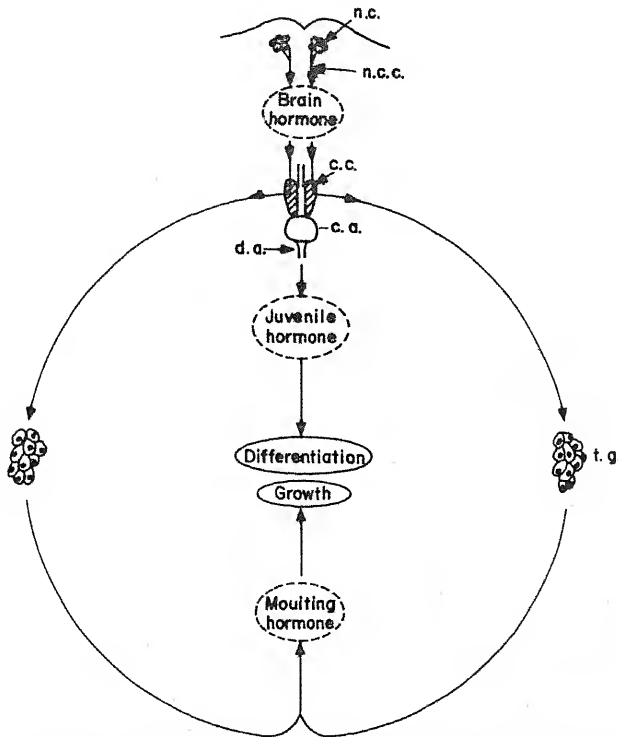 n.c.
n.c.c.
Brain
hormone
c.c.
c.a.
d.a.
Juvenile
hormone
Differentiation
t.g
Growth
Moulting
hormone